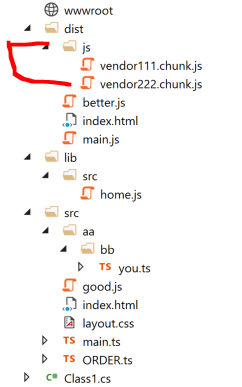 wwwroot
dist
js
vendor111.chunk.js
vendor222.chunk.js
better.js
index.html
main.js
lib
src
home.js
src
aa
bb
TS you.ts
good.js
index.html
layout.css
TS main.ts
TS ORDER.ts
C# Class1.cs